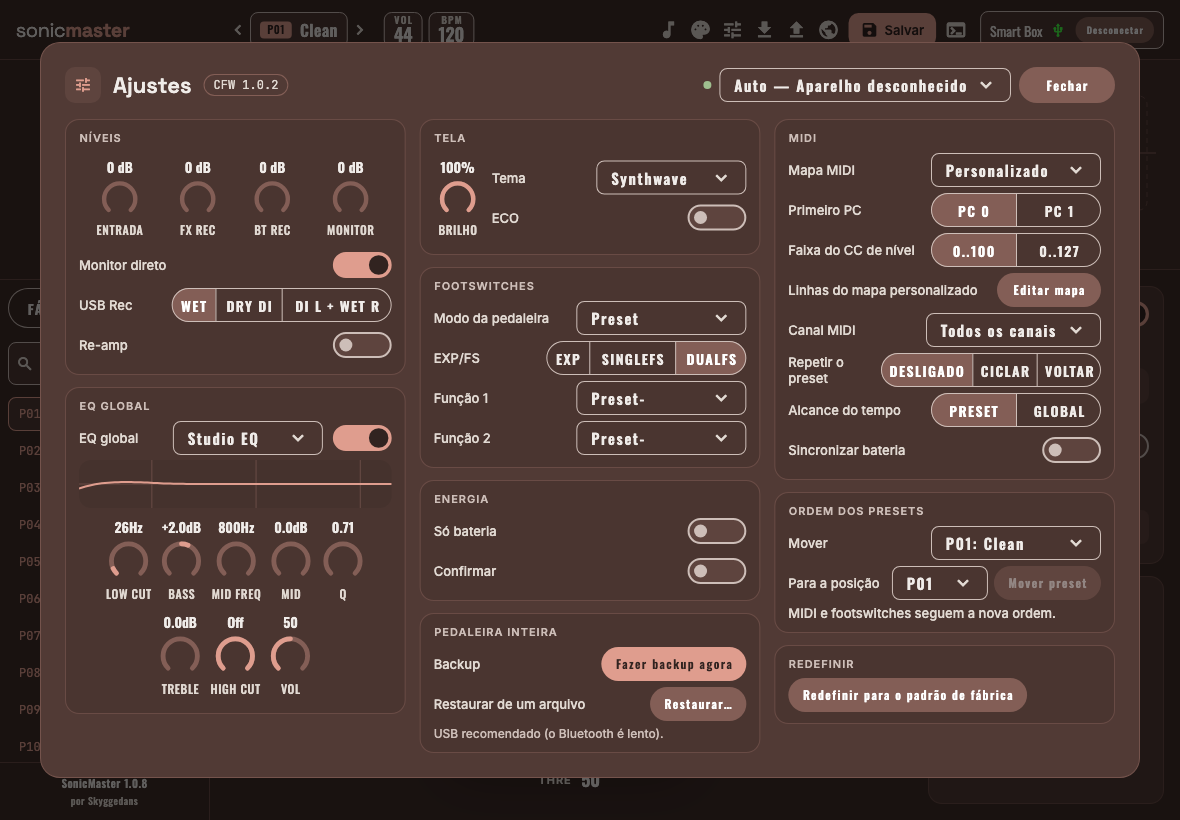 sonicmaster
P01 Clean
VOL
44
BPM
120
Salvar
Smart Box
Desconectar
Ajustes
CFW 1.0.2
Auto — Aparelho desconhecido
Fechar
NÍVEIS
0 dB 0 dB 0 dB 0 dB
ENTRADA FX REC BT REC MONITOR
Monitor direto
USB Rec WET DRY DI DI L + WET R
Re-amp
EQ GLOBAL
EQ global Studio EQ
26Hz +2.0dB 800Hz 0.0dB 0.71
LOW CUT BASS MID FREQ MID Q
0.0dB Off 50
TREBLE HIGH CUT VOL
TELA
100%
BRILHO
Tema Synthwave
ECO
FOOTSWITCHES
Modo da pedaleira Preset
EXP/FS EXP SINGLEFS DUALFS
Função 1 Preset-
Função 2 Preset-
ENERGIA
Só bateria
Confirmar
PEDALEIRA INTEIRA
Backup Fazer backup agora
Restaurar de um arquivo Restaurar…
USB recomendado (o Bluetooth é lento).
MIDI
Mapa MIDI Personalizado
Primeiro PC PC 0 PC 1
Faixa do CC de nível 0..100 0..127
Linhas do mapa personalizado Editar mapa
Canal MIDI Todos os canais
Repetir o
preset DESLIGADO CICLAR VOLTAR
Alcance do tempo PRESET GLOBAL
Sincronizar bateria
ORDEM DOS PRESETS
Mover P01: Clean
Para a posição P01 Mover preset
MIDI e footswitches seguem a nova ordem.
REDEFINIR
Redefinir para o padrão de fábrica
P01
P02
P03
P04
P05
P06
P07
P08
P09
P10
THRE 50
SonicMaster 1.0.8
por Skyggedans